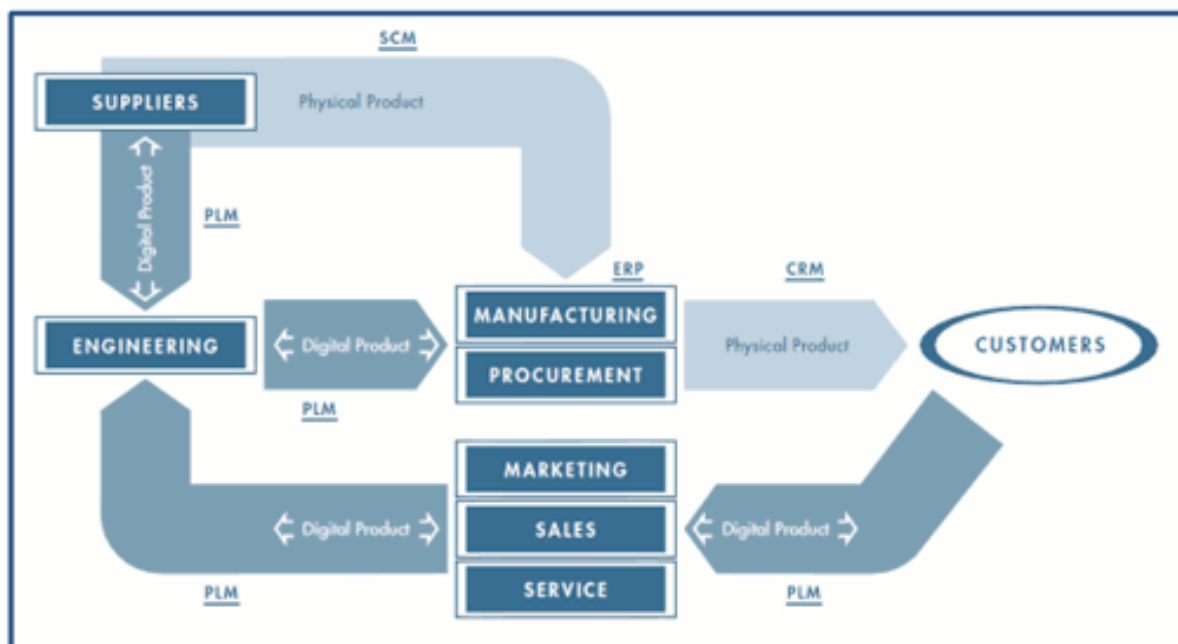 SCM
SUPPLIERS
Physical Product
Digital Product
PLM
ERP
CRM
MANUFACTURING
ENGINEERING
Digital Product
Physical Product
CUSTOMERS
PROCUREMENT
PLM
MARKETING
Digital Product
SALES
Digital Product
SERVICE
PLM
PLM